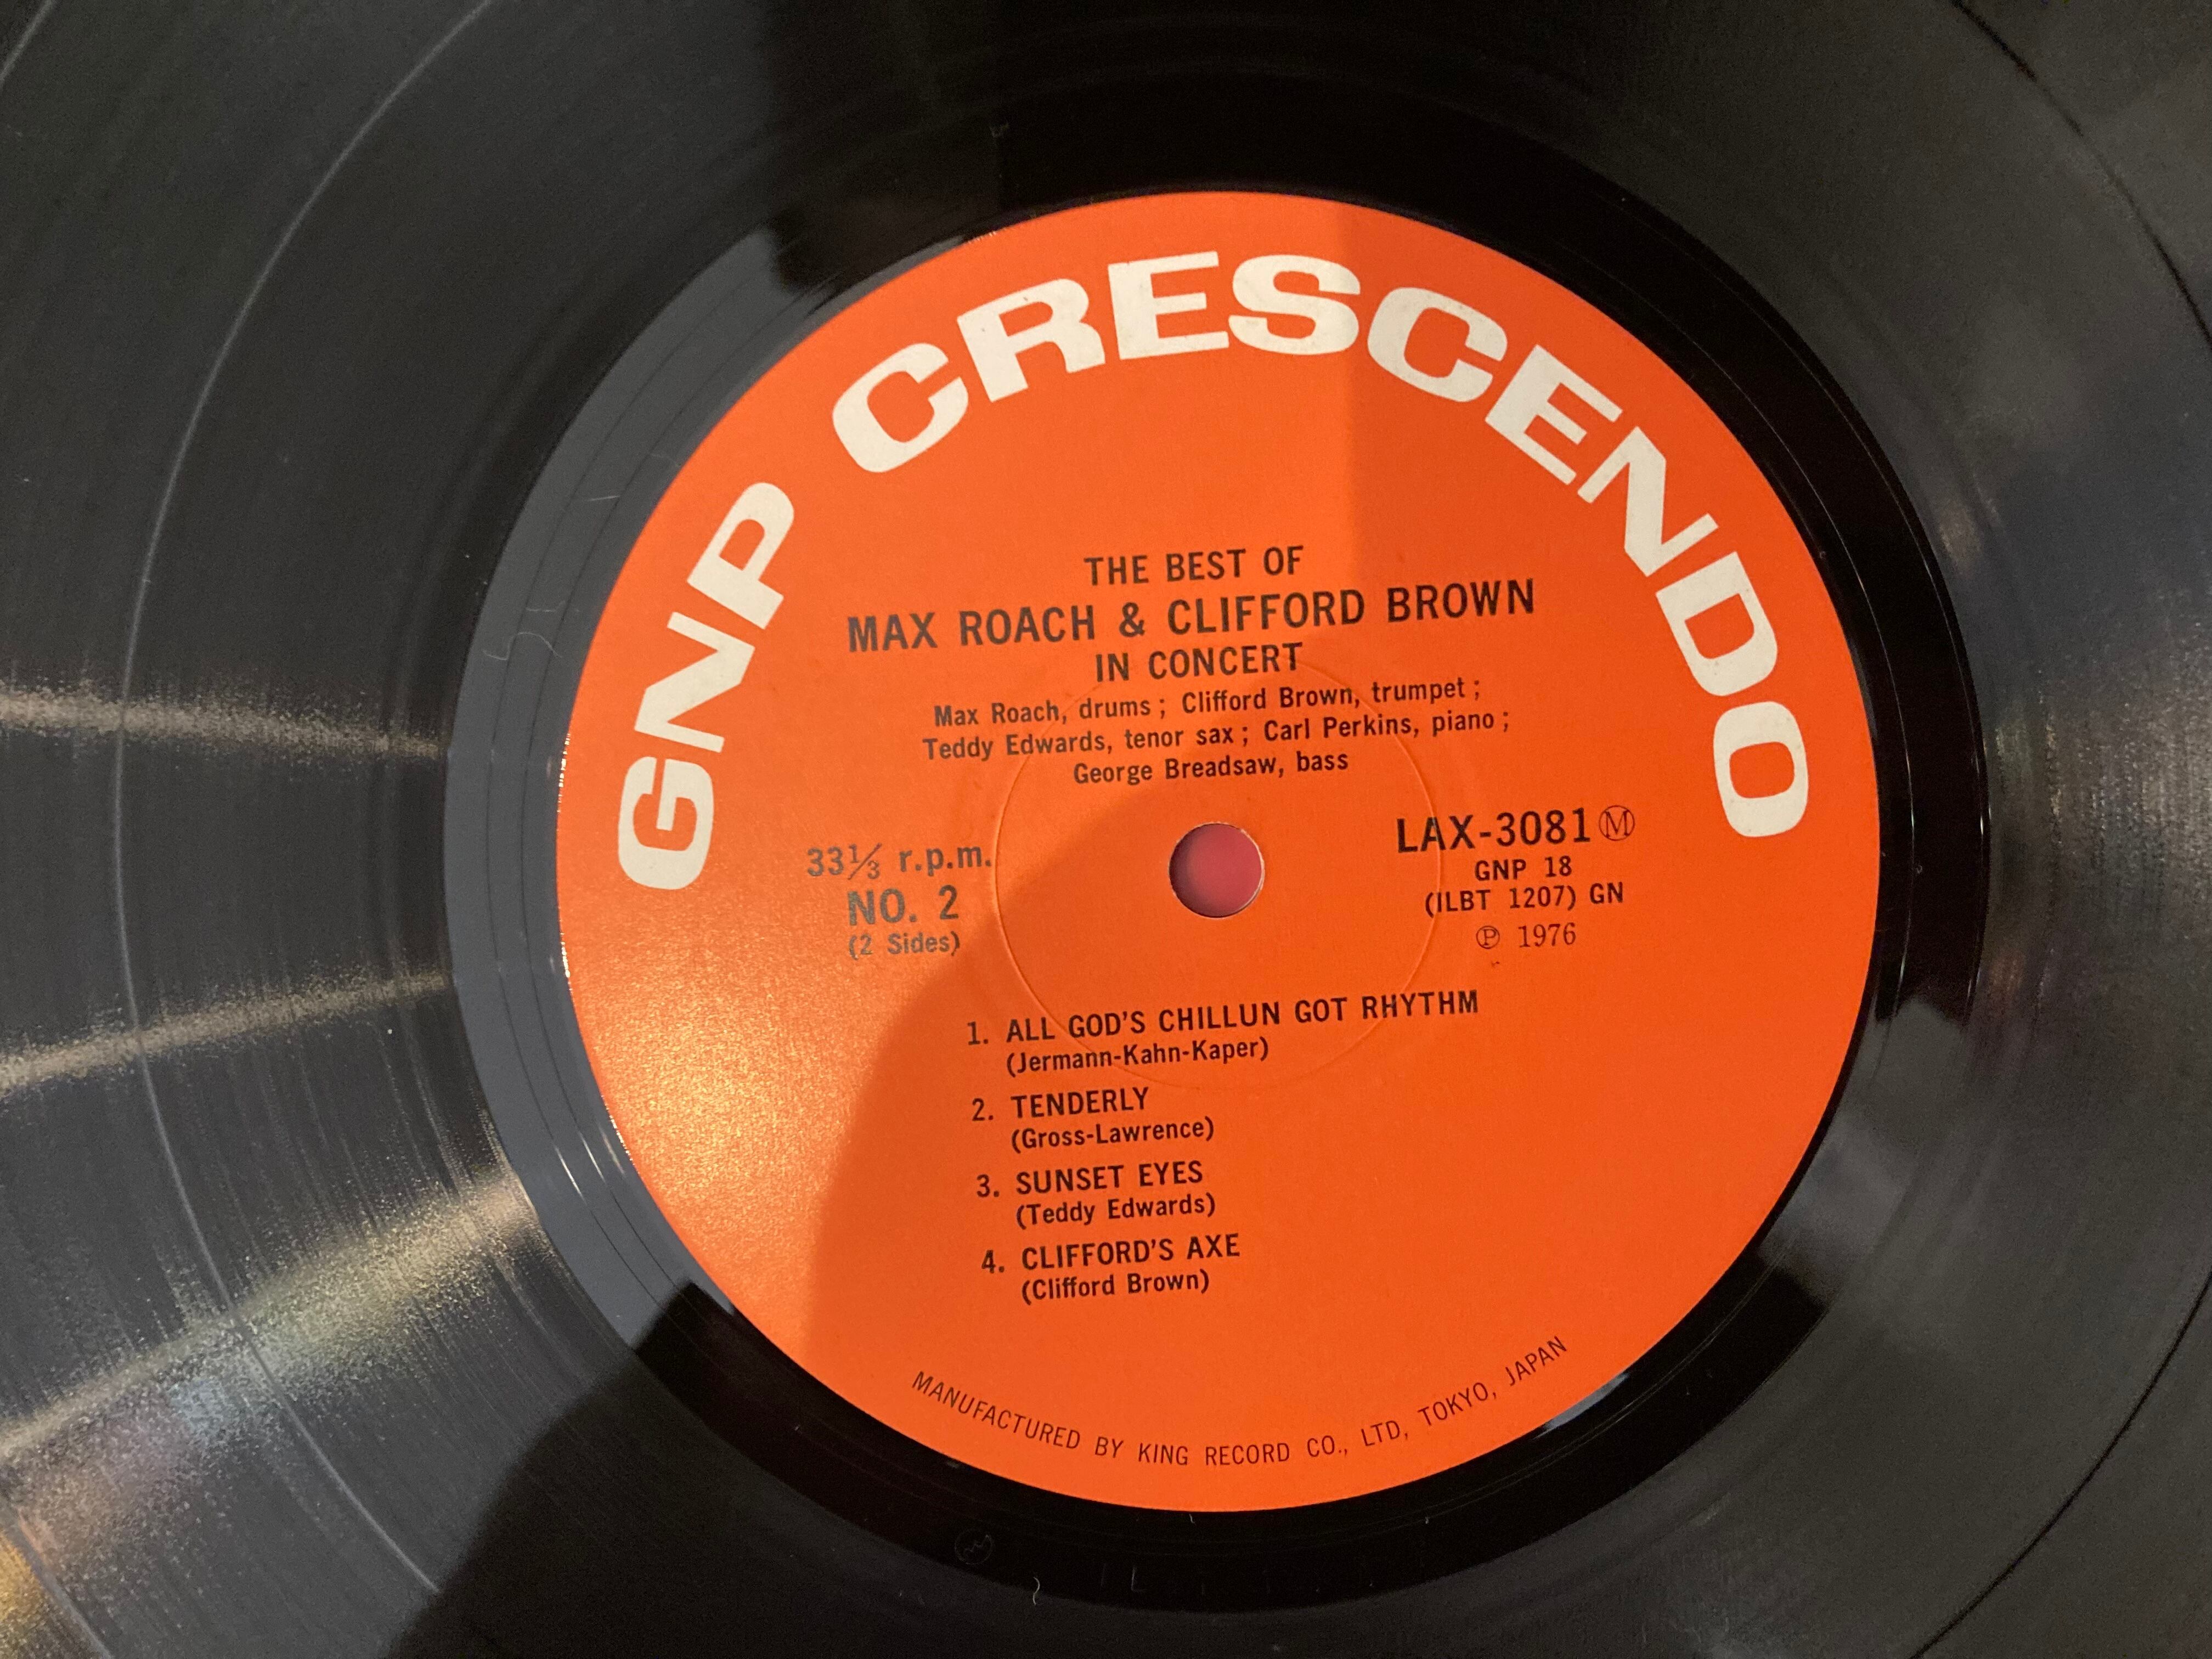 GNP CRESCENDO
THE BEST OF
MAX ROACH & CLIFFORD BROWN
IN CONCERT
Max Roach, drums ; Clifford Brown, trumpet ;
Teddy Edwards, tenor sax ; Carl Perkins, piano ;
George Breadsaw, bass
33⅓ r.p.m.
NO. 2
(2 Sides)
LAX-3081 Ⓜ
GNP 18
(ILBT 1207) GN
Ⓟ 1976
1. ALL GOD'S CHILLUN GOT RHYTHM
(Jermann-Kahn-Kaper)
2. TENDERLY
(Gross-Lawrence)
3. SUNSET EYES
(Teddy Edwards)
4. CLIFFORD'S AXE
(Clifford Brown)
MANUFACTURED BY KING RECORD CO., LTD, TOKYO, JAPAN